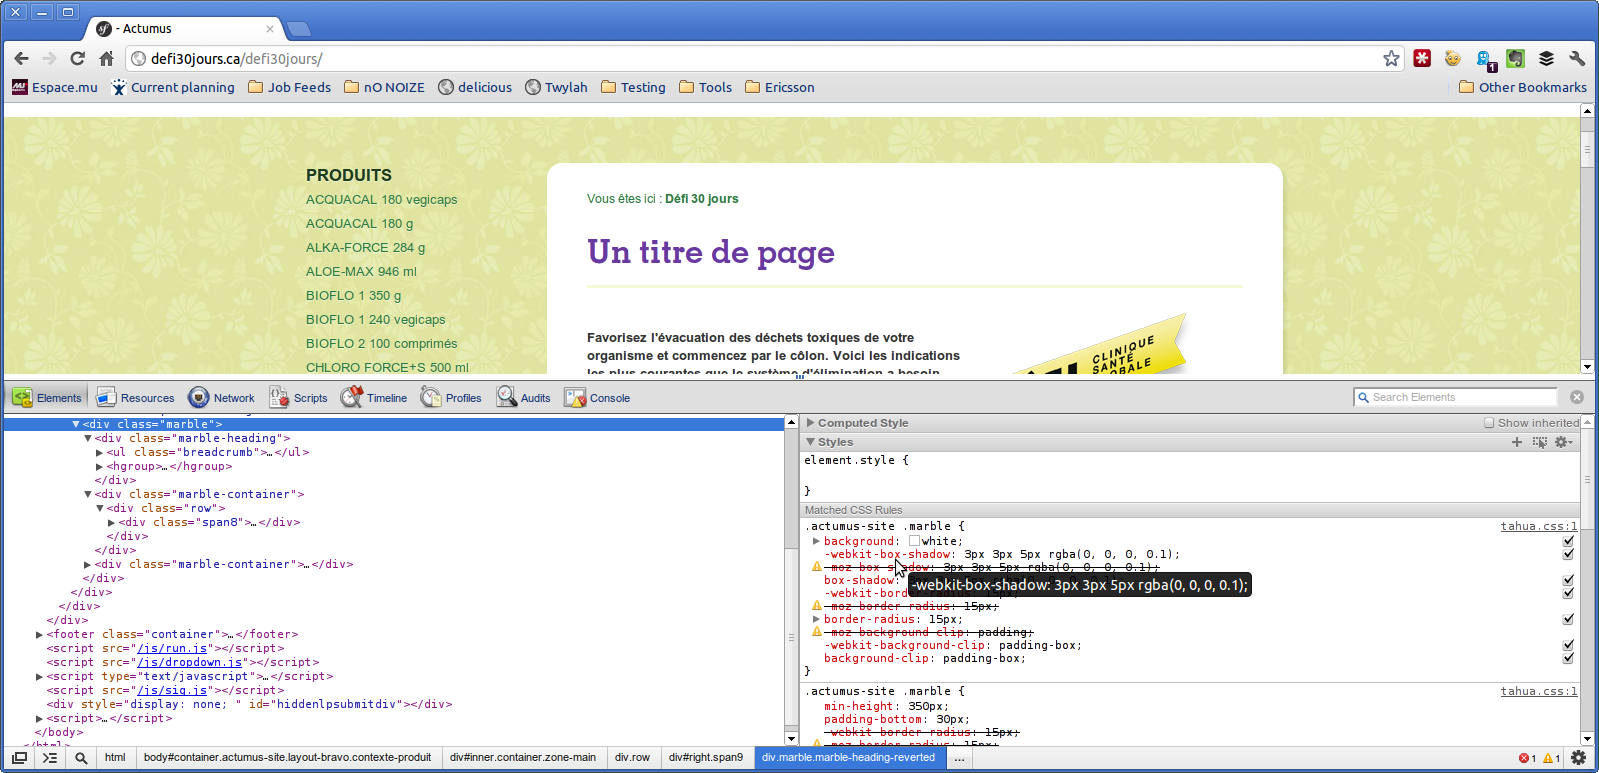 - Actumus
defi30jours.ca/defi30jours/
Espace.mu Current planning Job Feeds nO NOIZE delicious Twylah Testing Tools Ericsson Other Bookmarks
PRODUITS
ACQUACAL 180 vegicaps
ACQUACAL 180 g
ALKA-FORCE 284 g
ALOE-MAX 946 ml
BIOFLO 1 350 g
BIOFLO 1 240 vegicaps
BIOFLO 2 100 comprimés
CHLORO FORCE+S 500 ml
Vous êtes ici : Défi 30 jours
Un titre de page
Favorisez l'évacuation des déchets toxiques de votre
organisme et commencez par le côlon. Voici les indications
les plus courantes que le système d'élimination a besoin
CLINIQUE
SANTÉ
GLOBALE
Elements Resources Network Scripts Timeline Profiles Audits Console Search Elements
<div class="marble">
<div class="marble-heading">
<ul class="breadcrumb">…</ul>
<hgroup>…</hgroup>
</div>
<div class="marble-container">
<div class="row">
<div class="span8">…</div>
</div>
</div>
<div class="marble-container">…</div>
</div>
</div>
</div>
</div>
<footer class="container">…</footer>
<script src="/js/run.js"></script>
<script src="/js/dropdown.js"></script>
<script type="text/javascript">…</script>
<script src="/js/sig.js"></script>
<div style="display: none; " id="hiddenlpsubmitdiv"></div>
<script>…</script>
</body>
</html>
Computed Style Show inherited
Styles
element.style {
}
Matched CSS Rules
.actumus-site .marble { tahua.css:1
background: white;
-webkit-box-shadow: 3px 3px 5px rgba(0, 0, 0, 0.1);
-moz-box-shadow: 3px 3px 5px rgba(0, 0, 0, 0.1);
box-shadow:
-webkit-box-shadow: 3px 3px 5px rgba(0, 0, 0, 0.1);
-webkit-border-radius: 15px;
-moz-border-radius: 15px;
border-radius: 15px;
-moz-background-clip: padding;
-webkit-background-clip: padding-box;
background-clip: padding-box;
}
.actumus-site .marble { tahua.css:1
min-height: 350px;
padding-bottom: 30px;
-webkit-border-radius: 15px;
-moz-border-radius: 15px;
html body#container.actumus-site.layout-bravo.contexte-produit div#inner.container.zone-main div.row div#right.span9 div.marble.marble-heading-reverted ... 1 1